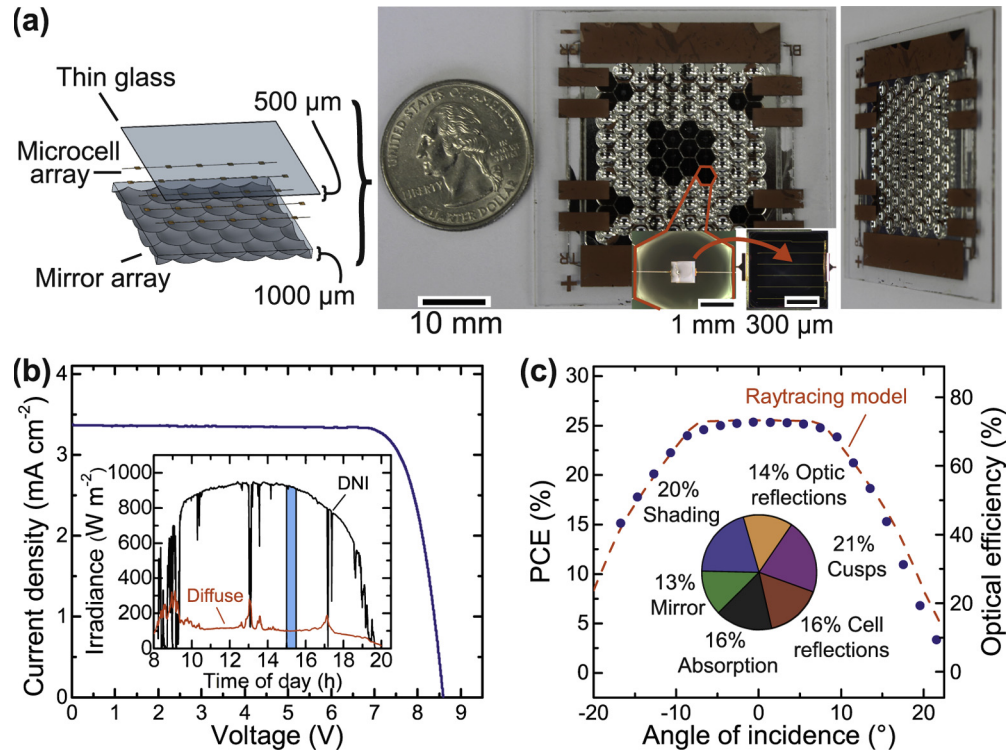 (a)
Thin glass
500 µm
Microcell
array
Mirror array
1000 µm
UNITED STATES OF AMERICA
LIBERTY
QUARTER DOLLAR
10 mm
1 mm
300 µm
(b)
Current density (mA cm-2)
4
3
2
1
0
0 1 2 3 4 5 6 7 8 9
Voltage (V)
Irradiance (W m-2)
1000
800
600
400
200
0
8 10 12 14 16 18 20
Time of day (h)
DNI
Diffuse
(c)
PCE (%)
30
25
20
15
10
5
0
-20 -10 0 10 20
Angle of incidence (°)
Optical efficiency (%)
80
60
40
20
0
Raytracing model
14% Optic
reflections
20%
Shading
21%
Cusps
13%
Mirror
16% Cell
reflections
16%
Absorption